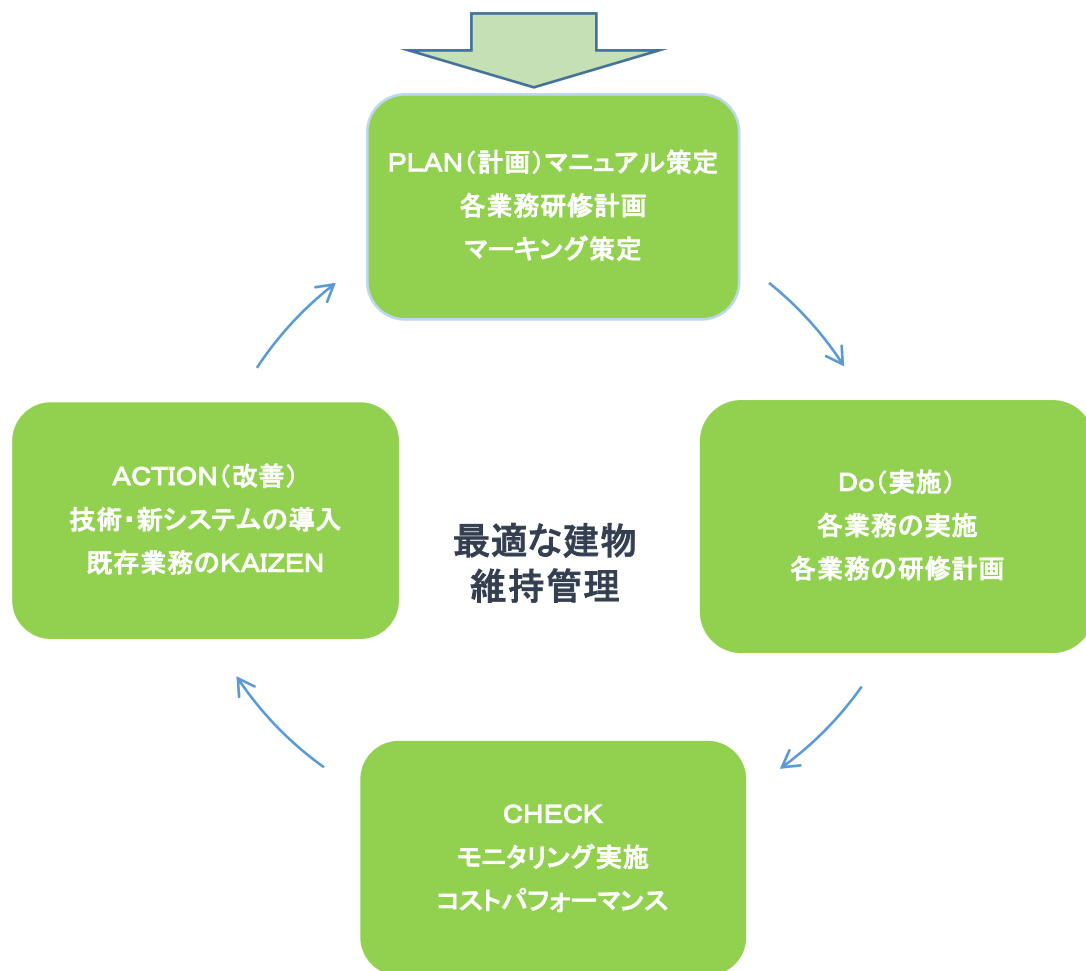 PLAN(計画)マニュアル策定
各業務研修計画
マーキング策定
Do(実施)
各業務の実施
各業務の研修計画
CHECK
モニタリング実施
コストパフォーマンス
ACTION(改善)
技術・新システムの導入
既存業務のKAIZEN
最適な建物
維持管理